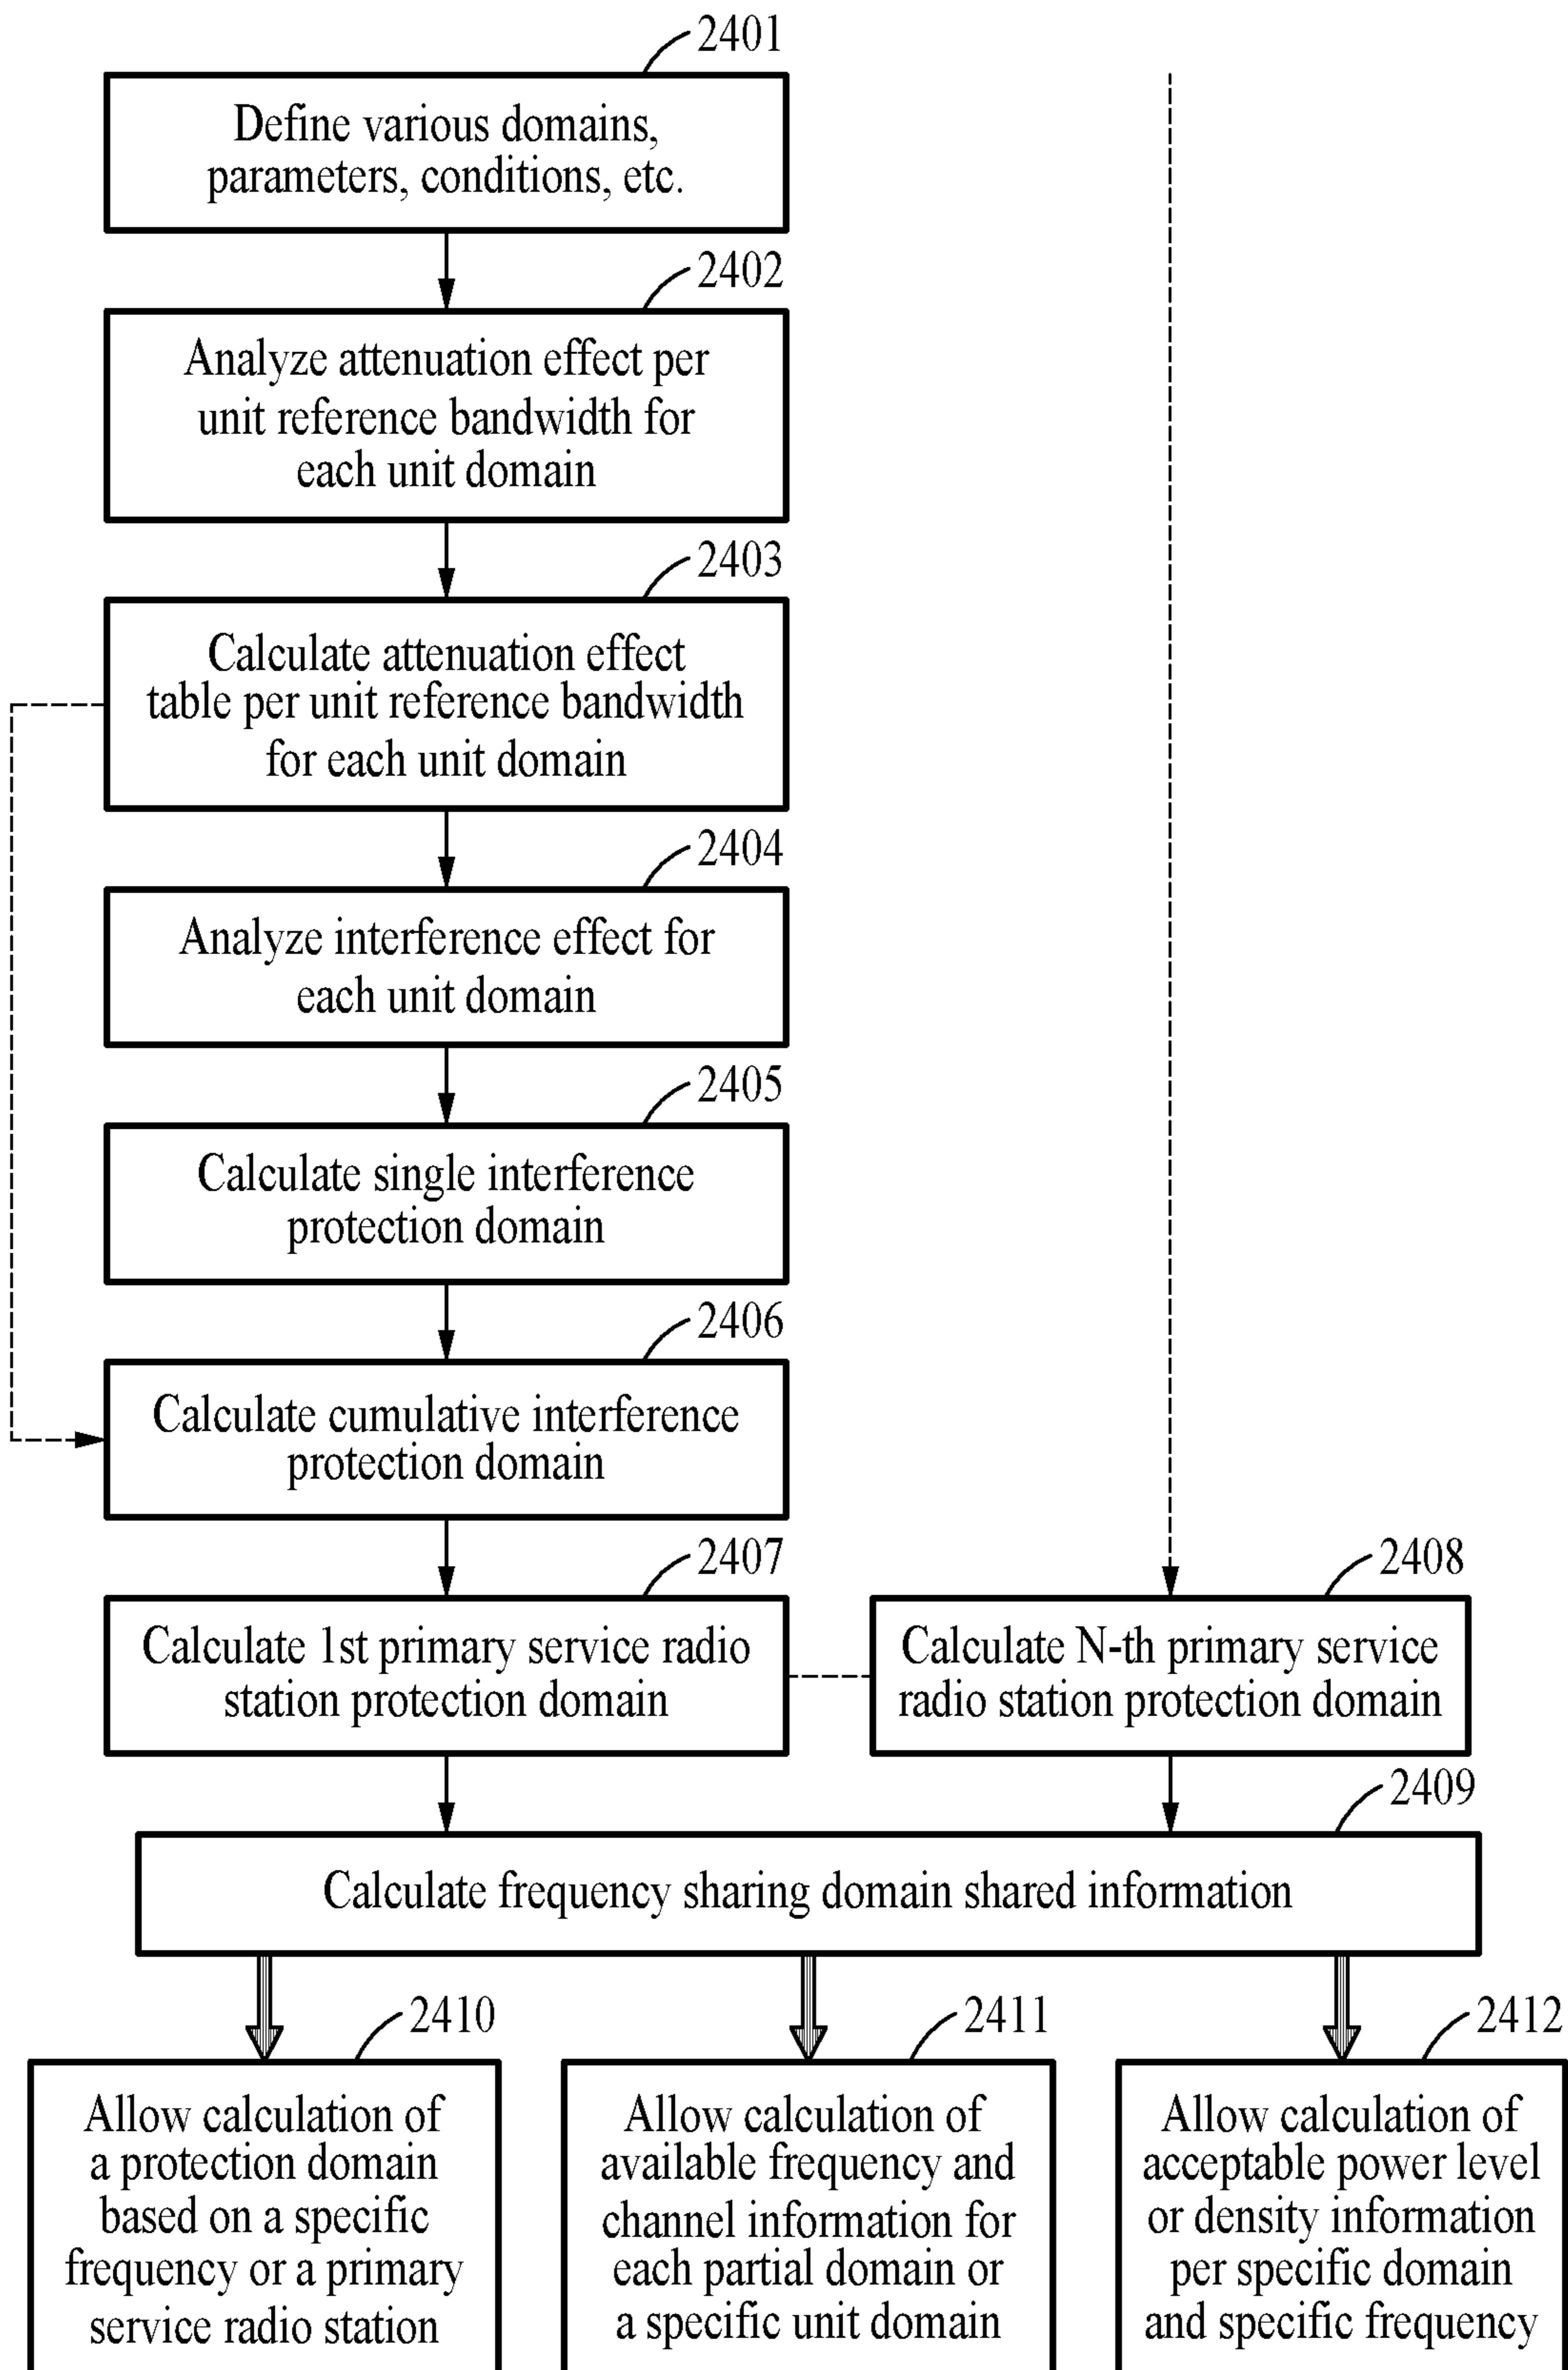 2401
Define various domains,
parameters, conditions, etc.
2402
Analyze attenuation effect per
unit reference bandwidth for
each unit domain
2403
Calculate attenuation effect
table per unit reference bandwidth
for each unit domain
2404
Analyze interference effect for
each unit domain
2405
Calculate single interference
protection domain
2406
Calculate cumulative interference
protection domain
2407
Calculate 1st primary service radio
station protection domain
2408
Calculate N-th primary service
radio station protection domain
2409
Calculate frequency sharing domain shared information
2410
Allow calculation of
a protection domain
based on a specific
frequency or a primary
service radio station
2411
Allow calculation of
available frequency and
channel information for
each partial domain or
a specific unit domain
2412
Allow calculation of
acceptable power level
or density information
per specific domain
and specific frequency